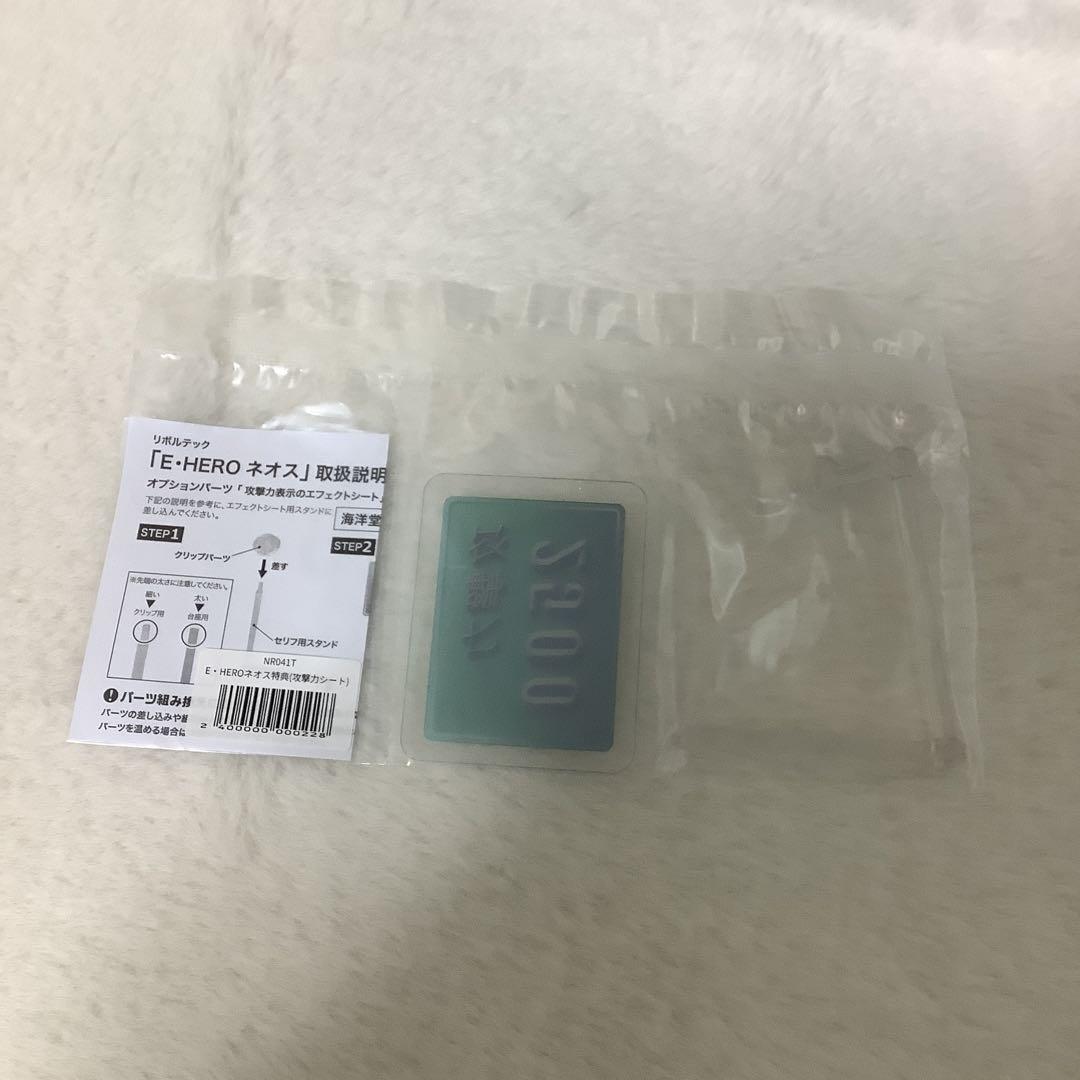 リボルテック
「E・HERO ネオス」取扱説明
オプションパーツ「攻撃力表示のエフェクトシート」
下記の説明を参考に、エフェクトシート用スタンドに
差し込んでください。
海洋堂
STEP1
クリップパーツ
差す
STEP2
※先端の太さに注意してください。
細い
クリップ用
太い
台座用
セリフ用スタンド
パーツ組み
パーツの差し込みや
パーツを温める場合に
NR041T
E・HEROネオス特典(攻撃力シート)
2 400000 000228
攻撃力
2500